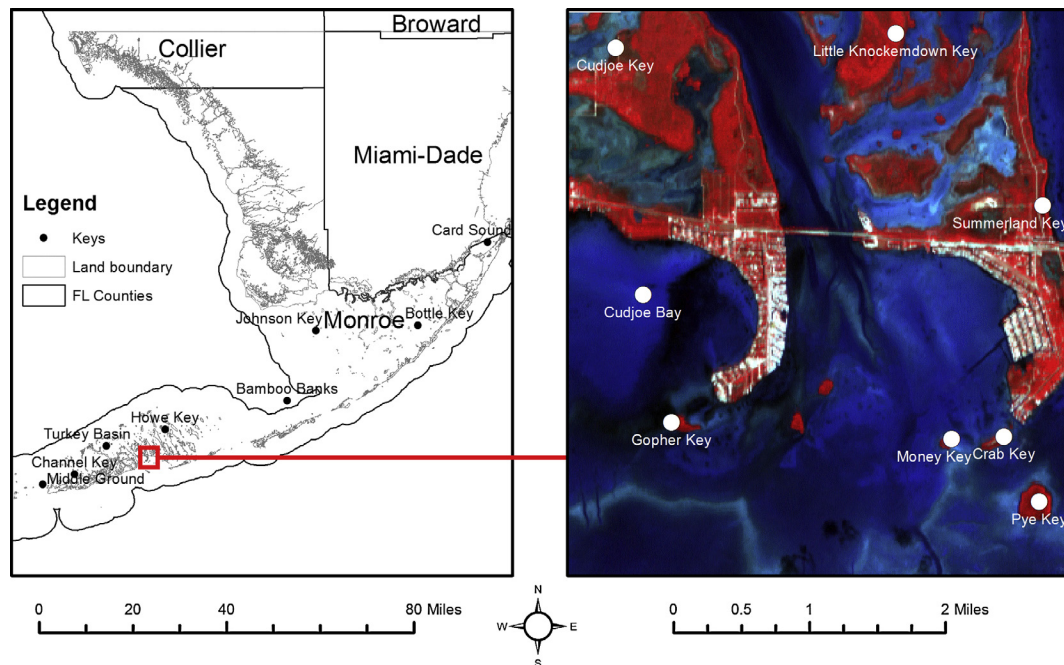 Broward
Collier
Miami-Dade
Legend
Keys
Land boundary
FL Counties
Card Sound
Johnson Key
Monroe
Bottle Key
Bamboo Banks
Howe Key
Turkey Basin
Channel Key
Middle Ground
Cudjoe Key
Little Knockemdown Key
Summerland Key
Cudjoe Bay
Gopher Key
Money Key
Crab Key
Pye Key
0 20 40 80 Miles
N
W E
S
0 0.5 1 2 Miles